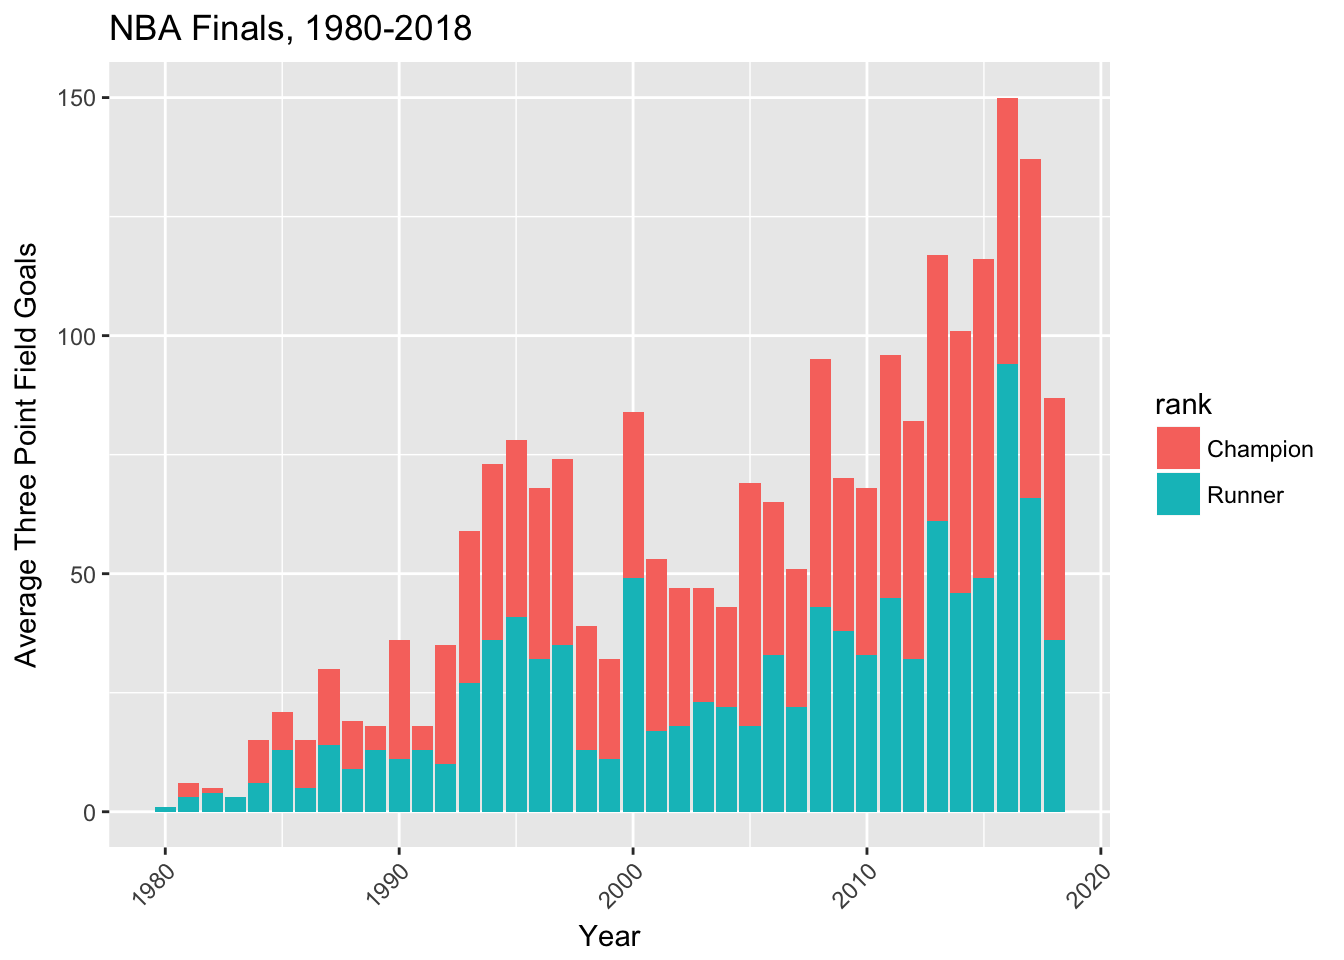 NBA Finals, 1980-2018
Average Three Point Field Goals
150
100
50
0
1980
1990
2000
2010
2020
Year
rank
Champion
Runner